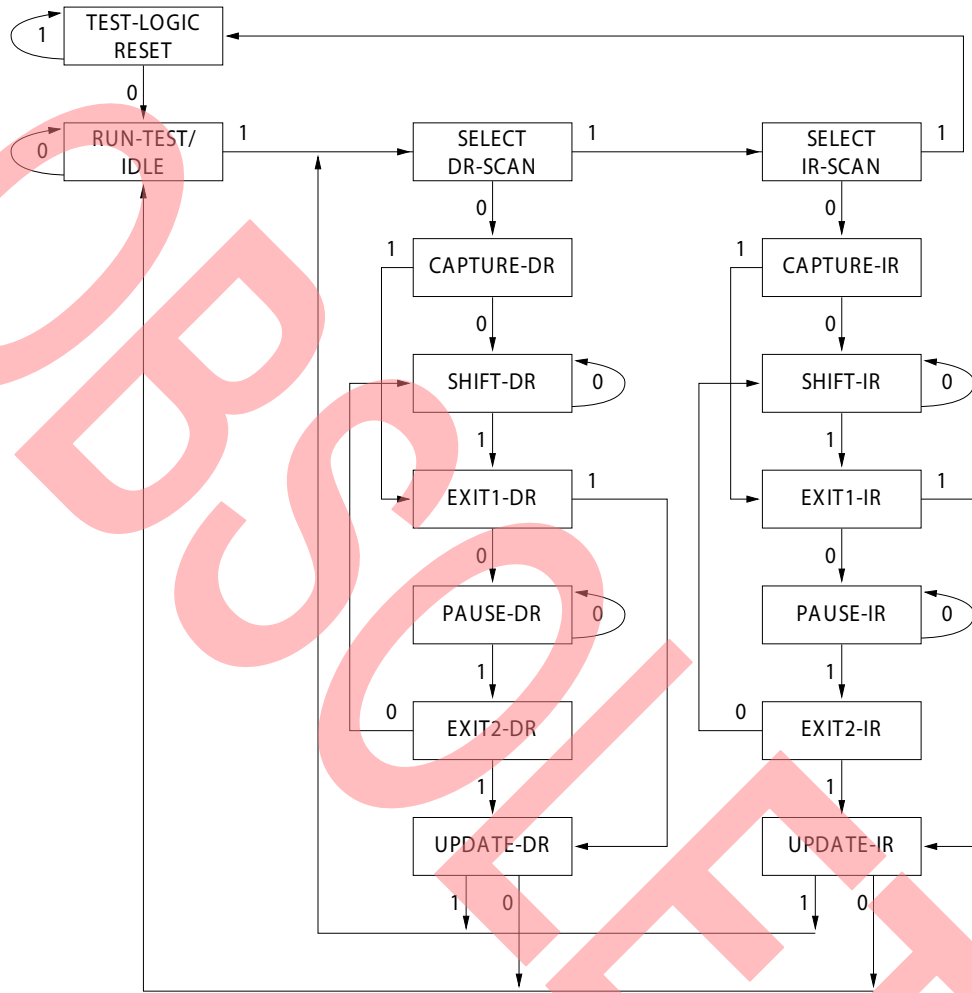 TEST-LOGIC
RESET
1
0
RUN-TEST/
IDLE
0
1
SELECT
DR-SCAN
1
SELECT
IR-SCAN
1
0
0
1
CAPTURE-DR
1
CAPTURE-IR
0
0
SHIFT-DR
0
SHIFT-IR
0
1
1
EXIT1-DR
1
EXIT1-IR
1
0
0
PAUSE-DR
0
PAUSE-IR
0
1
1
0
EXIT2-DR
0
EXIT2-IR
1
1
UPDATE-DR
UPDATE-IR
1
0
1
0